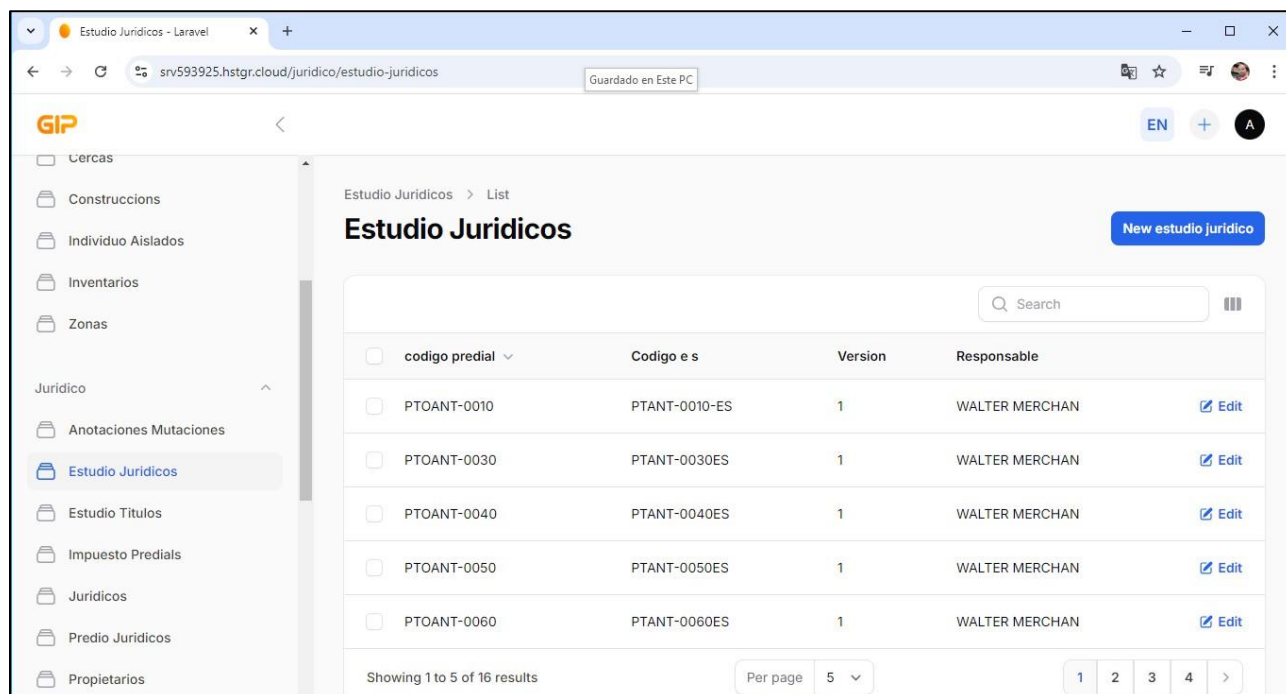 Estudio Juridicos - Laravel
srv593925.hstgr.cloud/juridico/estudio-juridicos
Guardado en Este PC
GIP
EN
A
Cercas
Construccions
Individuo Aislados
Inventarios
Zonas
Juridico
Anotaciones Mutaciones
Estudio Juridicos
Estudio Titulos
Impuesto Predials
Juridicos
Predio Juridicos
Propietarios
Estudio Juridicos > List
Estudio Juridicos
New estudio juridico
Search
codigo predial Codigo e s Version Responsable
PTOANT-0010 PTANT-0010-ES 1 WALTER MERCHAN Edit
PTOANT-0030 PTANT-0030ES 1 WALTER MERCHAN Edit
PTOANT-0040 PTANT-0040ES 1 WALTER MERCHAN Edit
PTOANT-0050 PTANT-0050ES 1 WALTER MERCHAN Edit
PTOANT-0060 PTANT-0060ES 1 WALTER MERCHAN Edit
Showing 1 to 5 of 16 results Per page 5 1 2 3 4 >